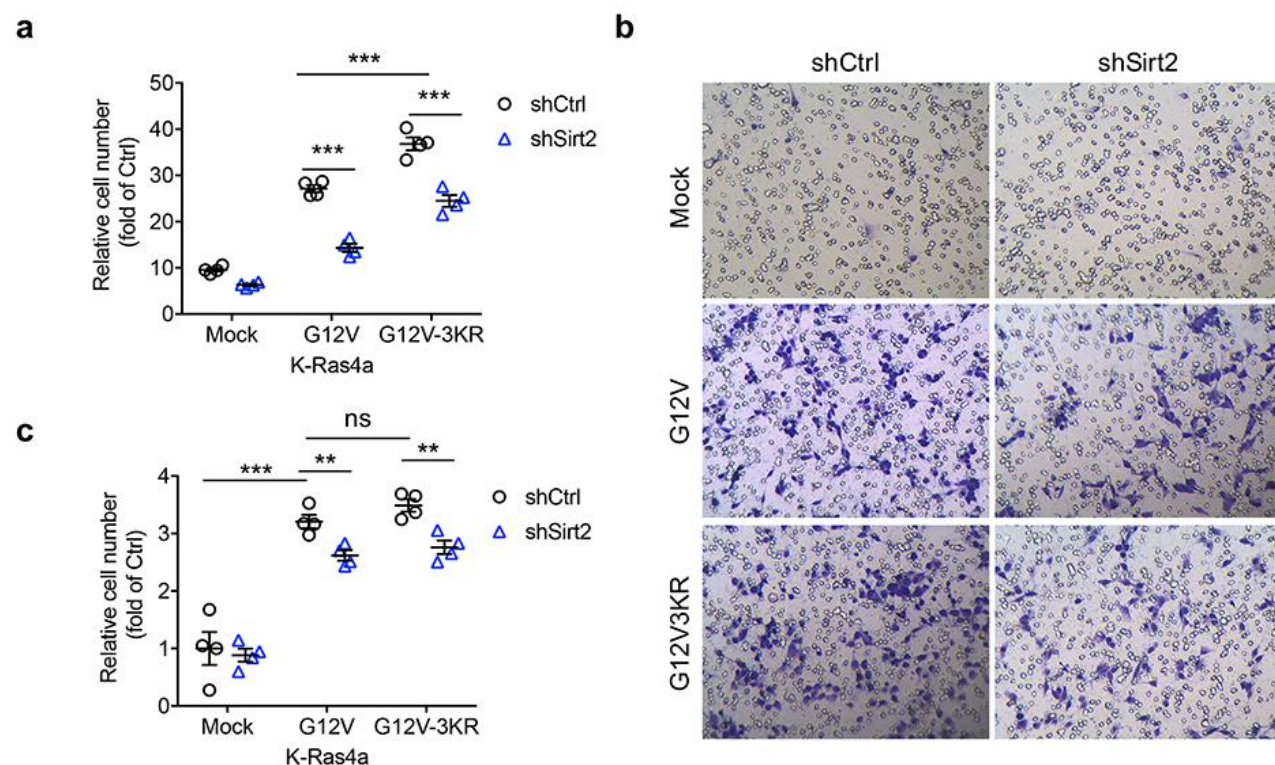 a
***
***
***
50
40
30
20
10
0
Relative cell number
(fold of Ctrl)
shCtrl
shSirt2
Mock
G12V
G12V-3KR
K-Ras4a
b
shCtrl
shSirt2
Mock
G12V
G12V3KR
c
ns
***
**
**
4
3
2
1
0
Relative cell number
(fold of Ctrl)
shCtrl
shSirt2
Mock
G12V
G12V-3KR
K-Ras4a